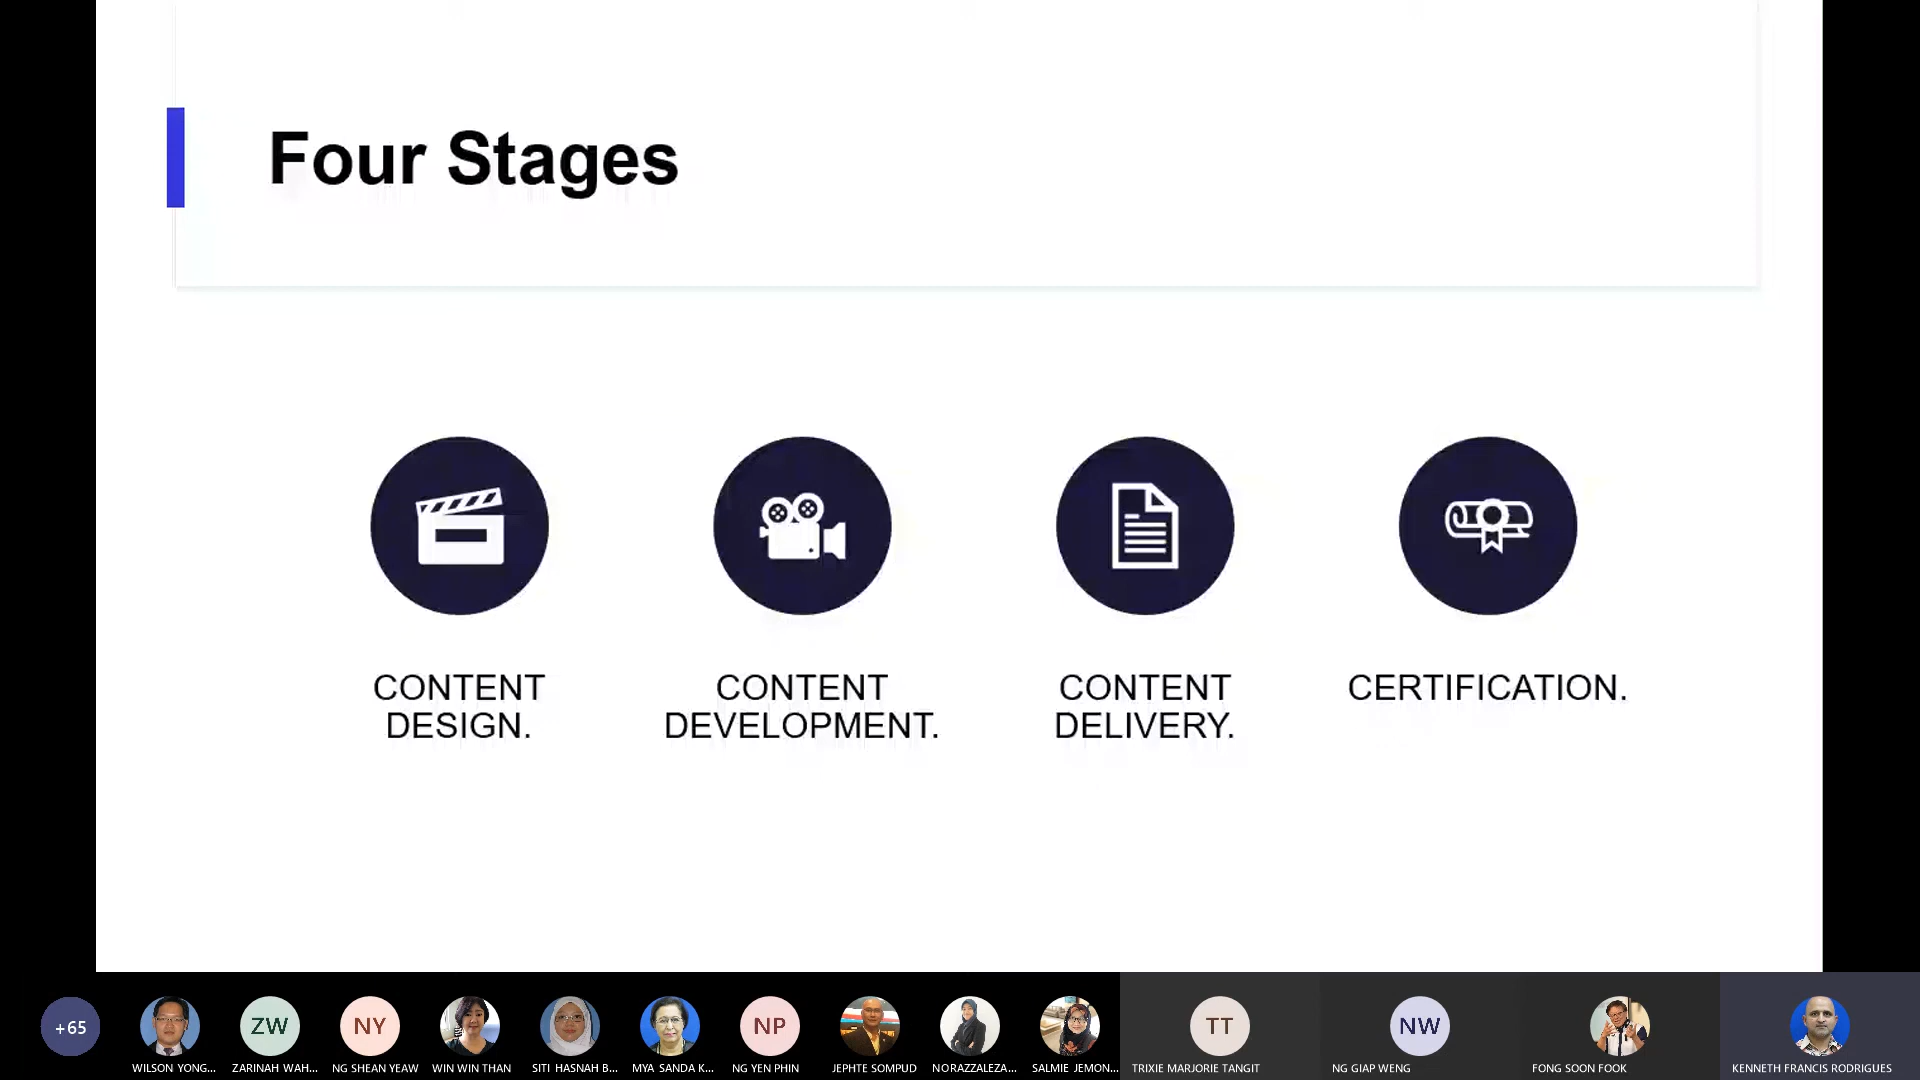 Four Stages
CONTENT
DESIGN.
CONTENT
DEVELOPMENT.
CONTENT
DELIVERY.
CERTIFICATION.
+65
ZW
NY
NP
TT
NW
WILSON YONG...
ZARINAH WAH...
NG SHEAN YEAW
WIN WIN THAN
SITI HASNAH B...
MYA SANDA K...
NG YEN PHIN
JEPHTE SOMPUD
NORAZZALEZA...
SALMIE JEMON...
TRIXIE MARJORIE TANGIT
NG GIAP WENG
FONG SOON FOOK
KENNETH FRANCIS RODRIGUES